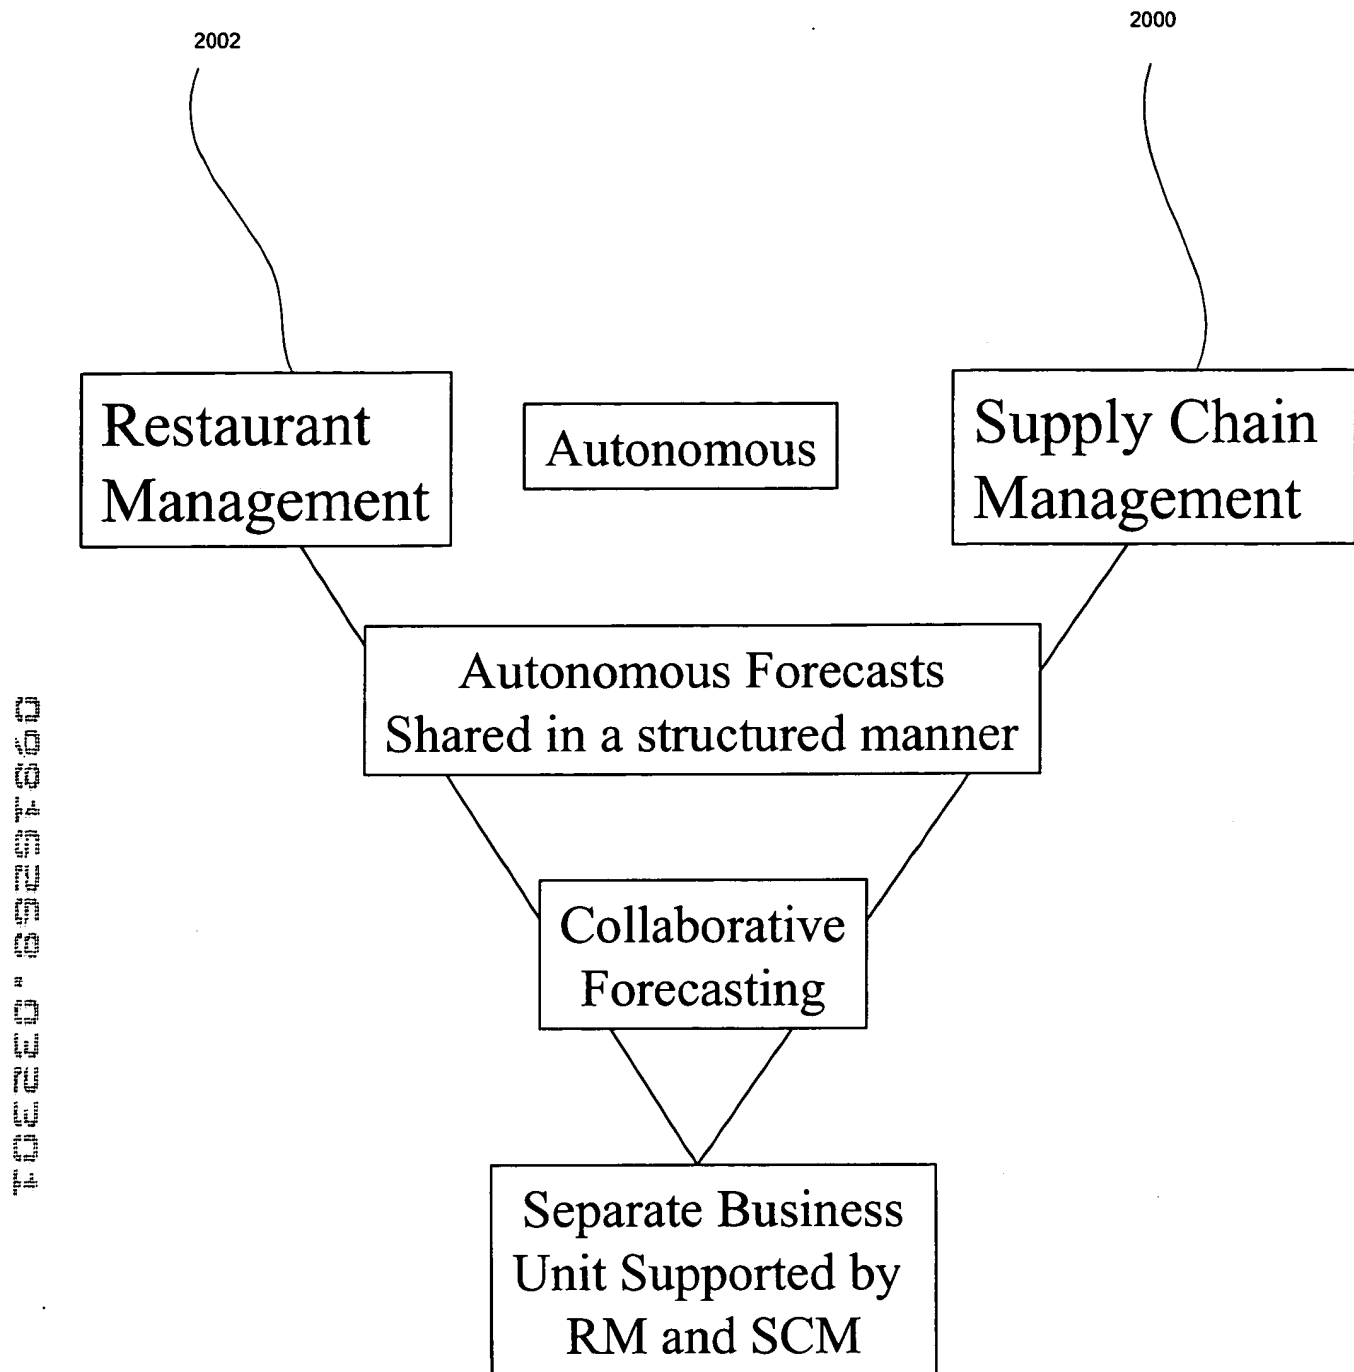 2002
2000
Restaurant
Management
Autonomous
Supply Chain
Management
Autonomous Forecasts
Shared in a structured manner
Collaborative
Forecasting
Separate Business
Unit Supported by
RM and SCM